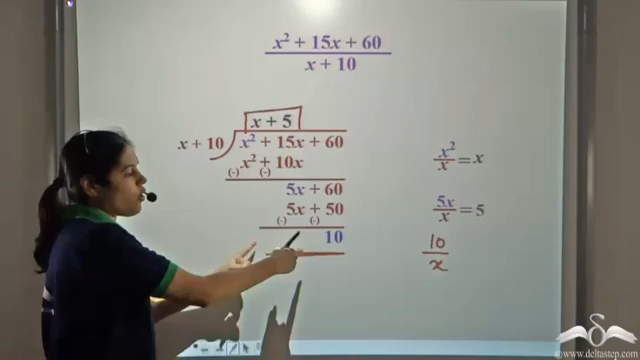 x² + 15x + 60
x + 10
x + 5
x + 10
x² + 15x + 60
x² + 10x
(-) (-)
5x + 60
5x + 50
(-) (-)
10
x²/x = x
5x/x = 5
10/x
©www.deltastep.com